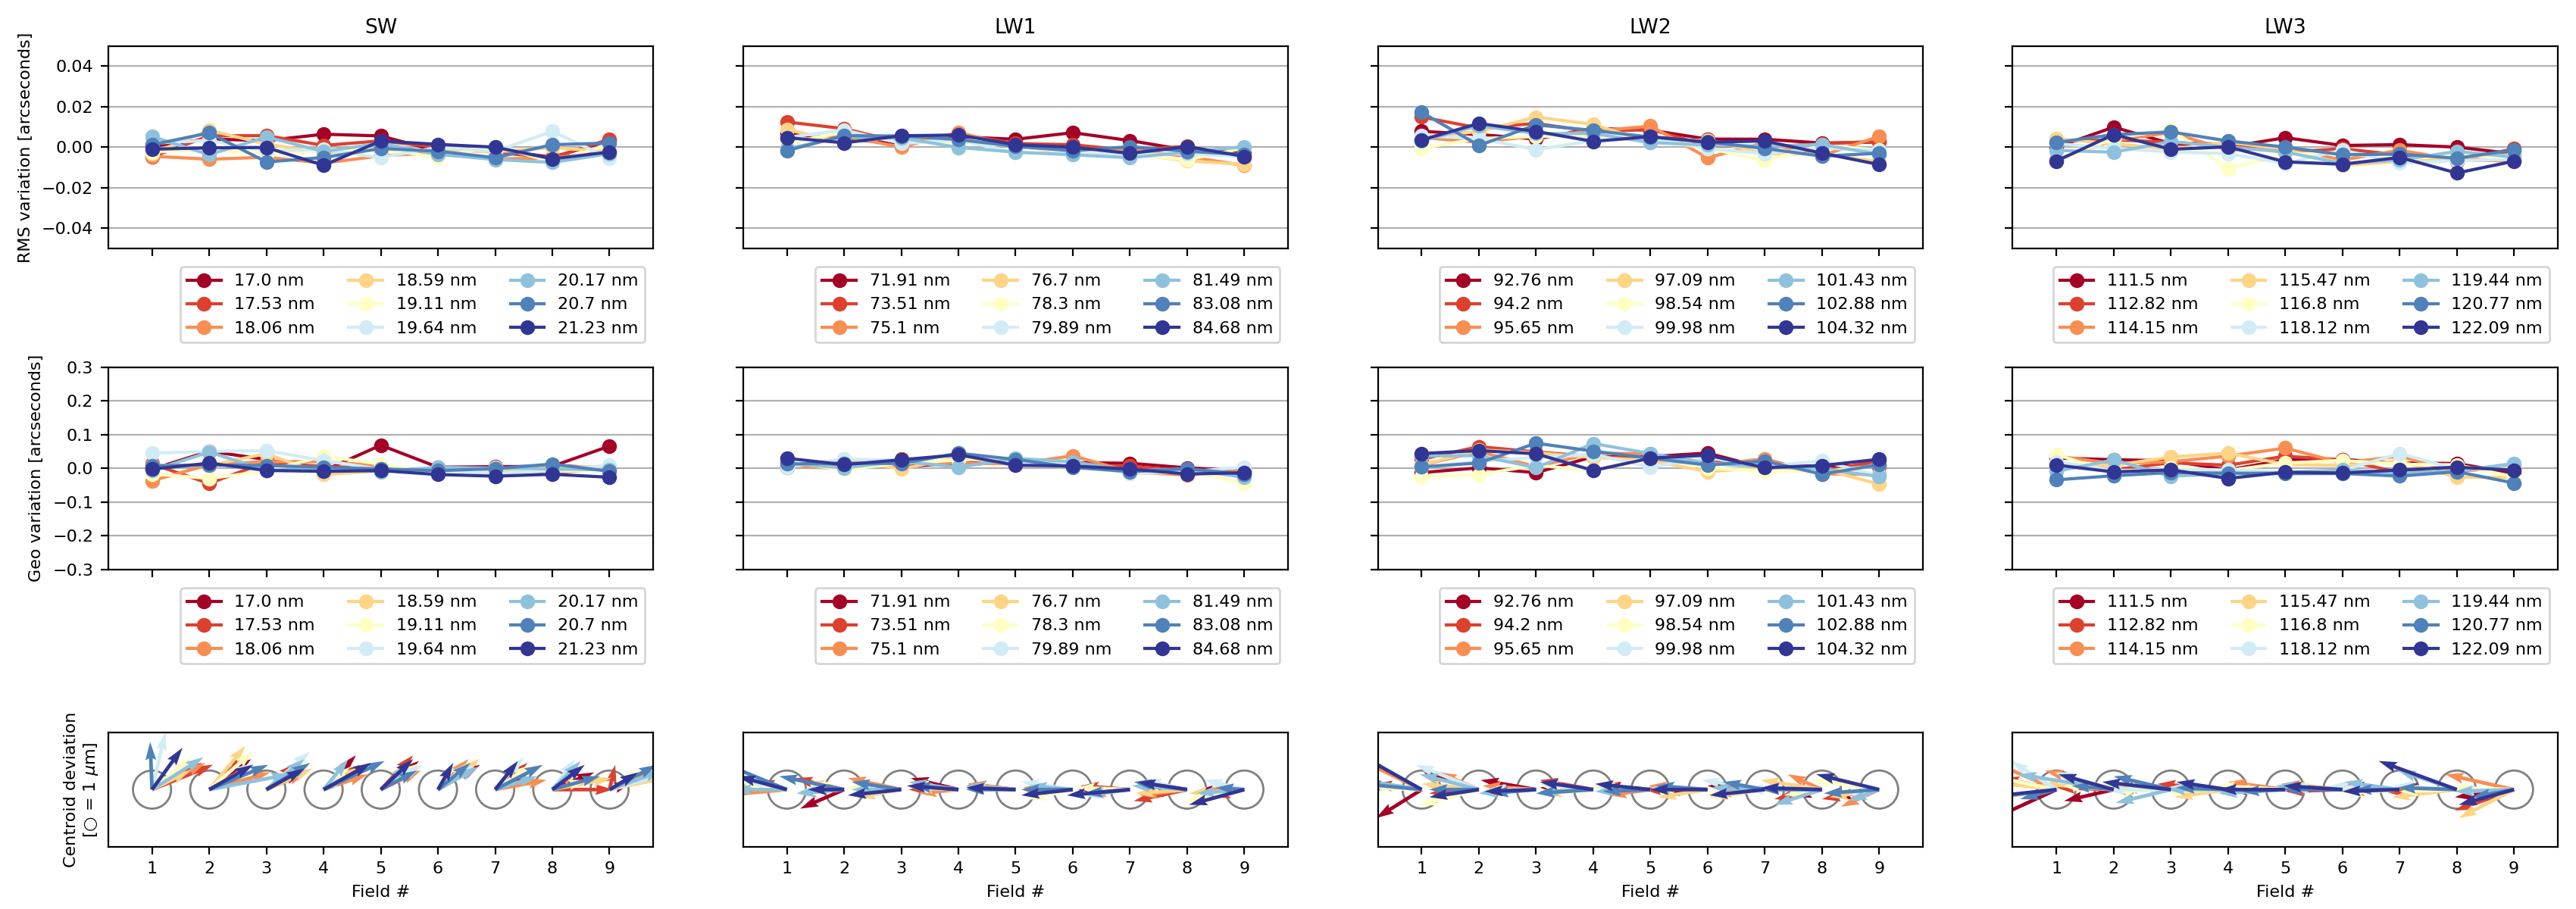 SW
LW1
LW2
LW3
RMS variation [arcseconds]
0.04
0.02
0.00
−0.02
−0.04
17.0 nm 18.59 nm 20.17 nm
17.53 nm 19.11 nm 20.7 nm
18.06 nm 19.64 nm 21.23 nm
71.91 nm 76.7 nm 81.49 nm
73.51 nm 78.3 nm 83.08 nm
75.1 nm 79.89 nm 84.68 nm
92.76 nm 97.09 nm 101.43 nm
94.2 nm 98.54 nm 102.88 nm
95.65 nm 99.98 nm 104.32 nm
111.5 nm 115.47 nm 119.44 nm
112.82 nm 116.8 nm 120.77 nm
114.15 nm 118.12 nm 122.09 nm
Geo variation [arcseconds]
0.3
0.2
0.1
0.0
−0.1
−0.2
−0.3
17.0 nm 18.59 nm 20.17 nm
17.53 nm 19.11 nm 20.7 nm
18.06 nm 19.64 nm 21.23 nm
71.91 nm 76.7 nm 81.49 nm
73.51 nm 78.3 nm 83.08 nm
75.1 nm 79.89 nm 84.68 nm
92.76 nm 97.09 nm 101.43 nm
94.2 nm 98.54 nm 102.88 nm
95.65 nm 99.98 nm 104.32 nm
111.5 nm 115.47 nm 119.44 nm
112.82 nm 116.8 nm 120.77 nm
114.15 nm 118.12 nm 122.09 nm
Centroid deviation
[○ = 1 μm]
1 2 3 4 5 6 7 8 9
Field #
1 2 3 4 5 6 7 8 9
Field #
1 2 3 4 5 6 7 8 9
Field #
1 2 3 4 5 6 7 8 9
Field #